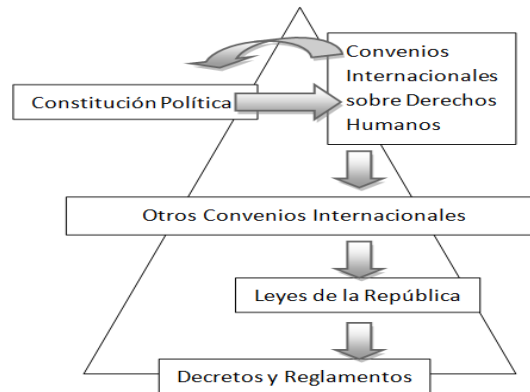 Convenios
Internacionales
sobre Derechos
Humanos
Constitución Política
Otros Convenios Internacionales
Leyes de la República
Decretos y Reglamentos